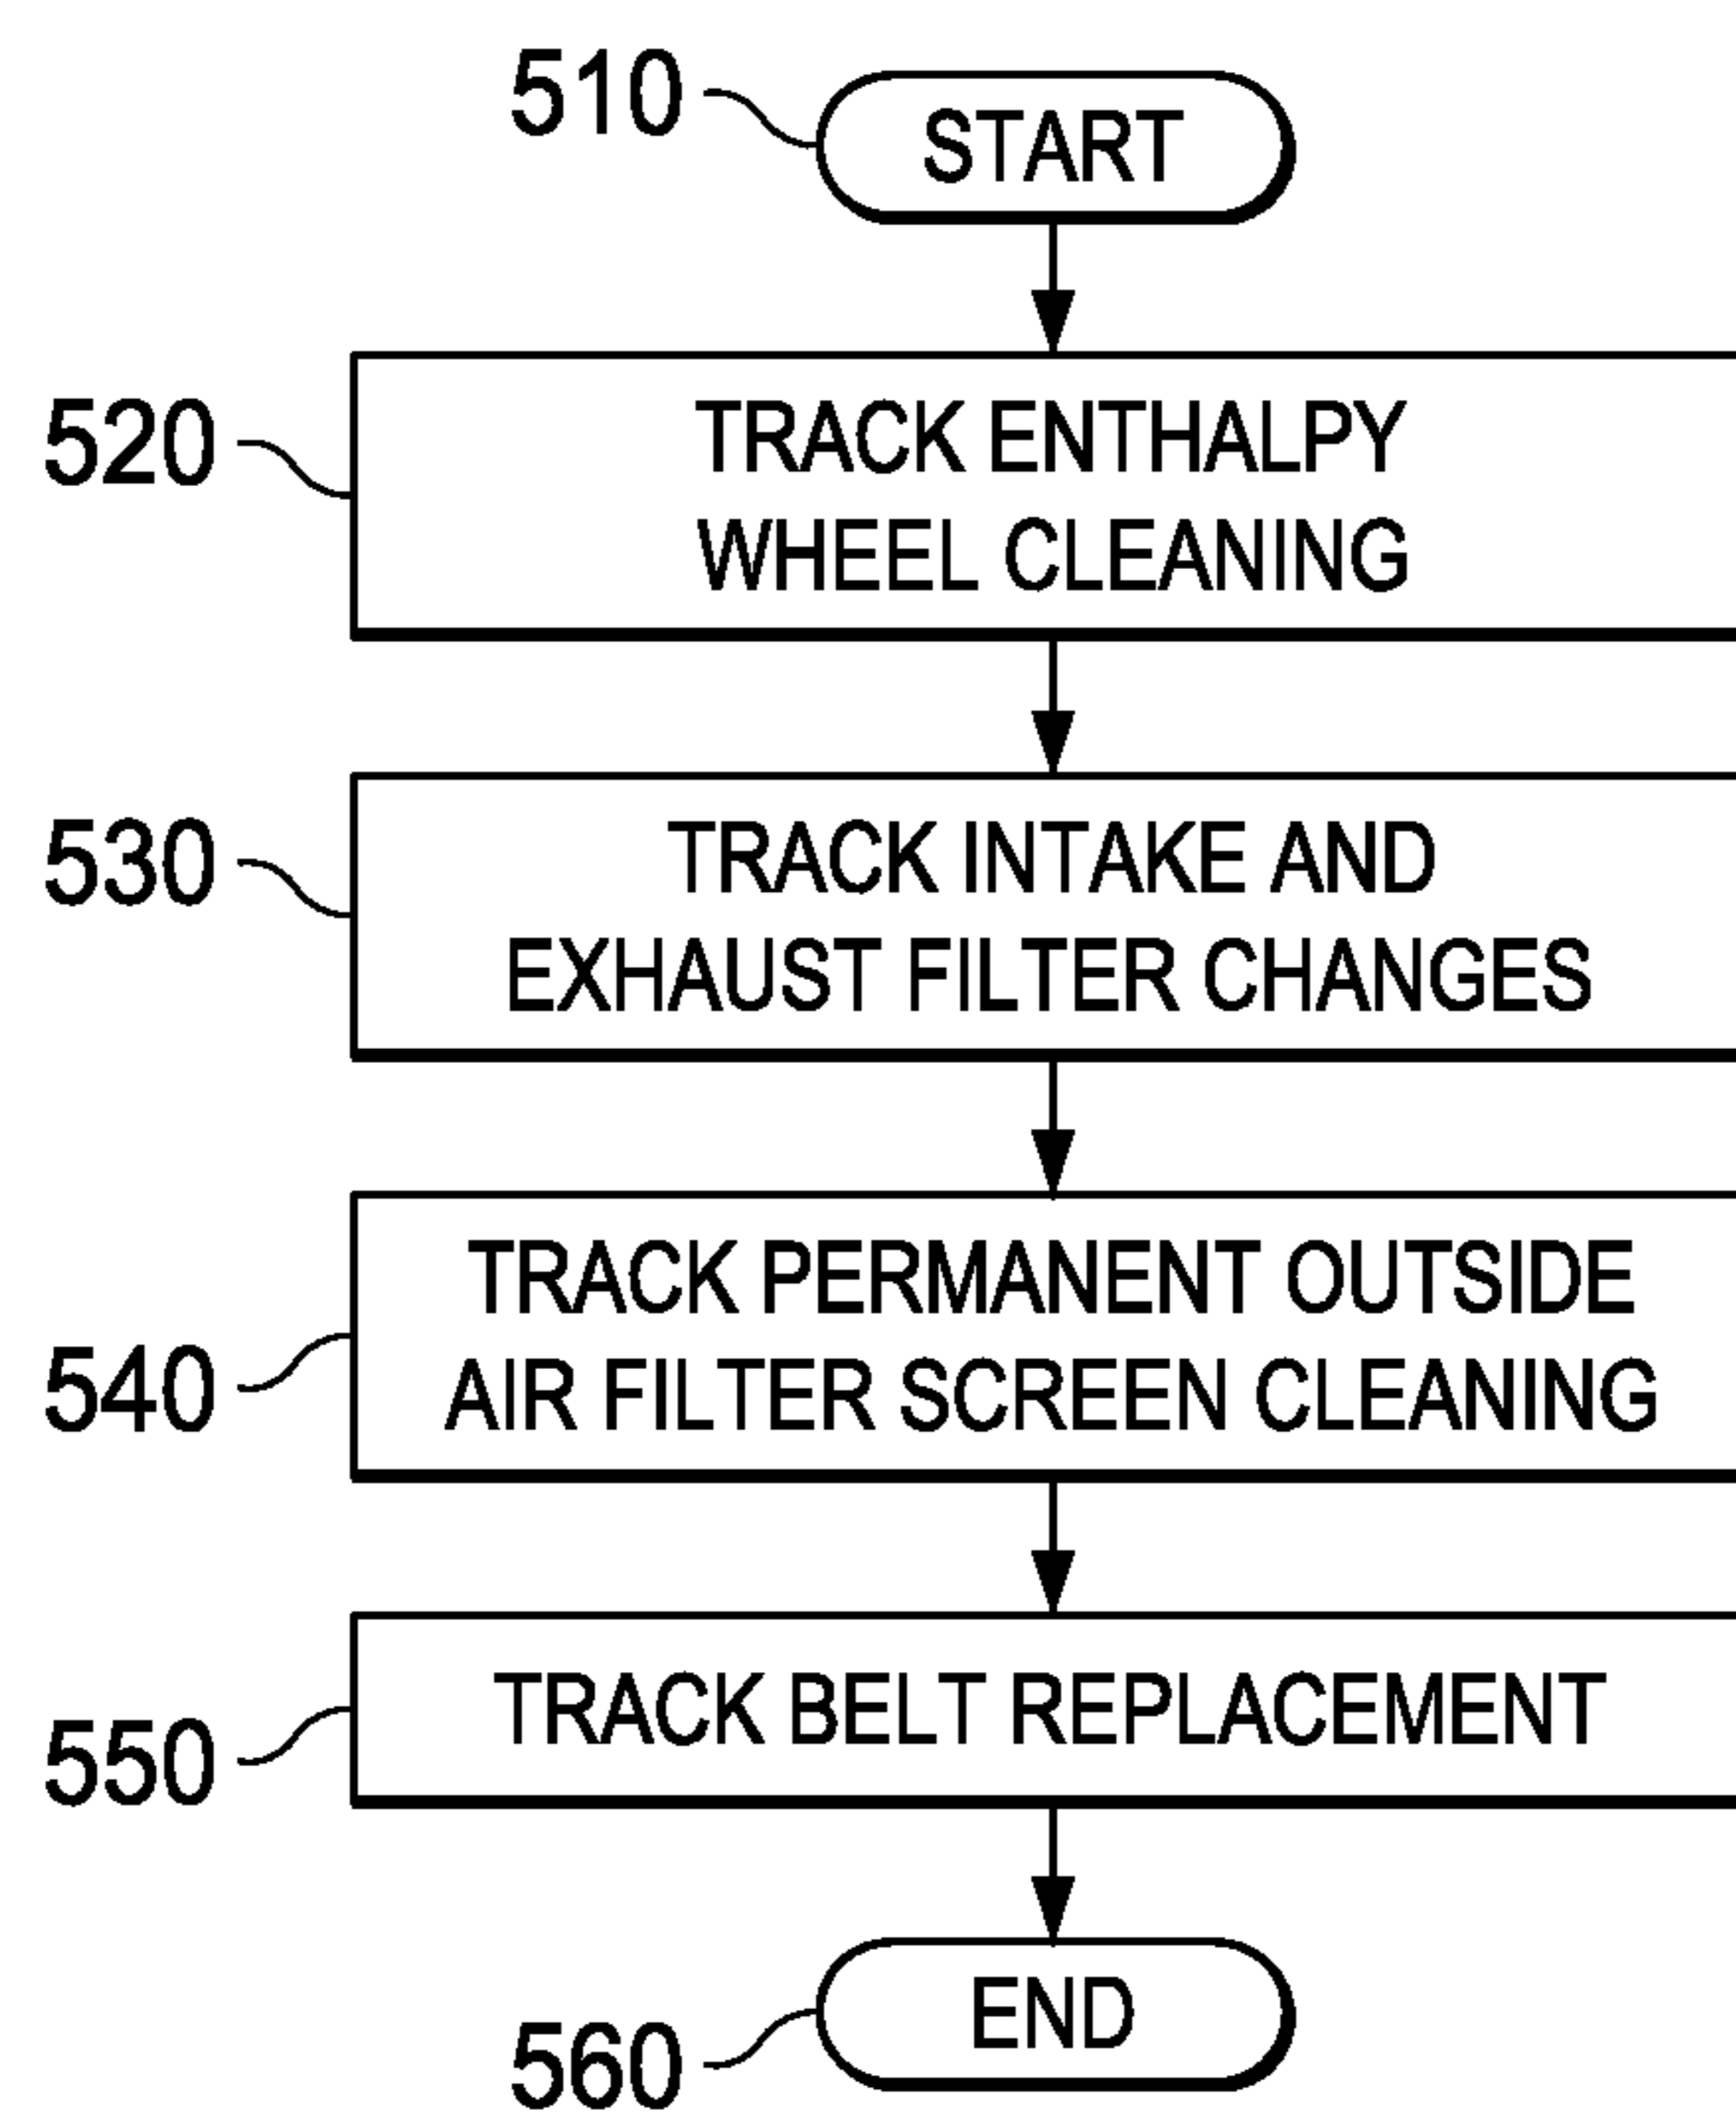 510
START
520
TRACK ENTHALPY
WHEEL CLEANING
530
TRACK INTAKE AND
EXHAUST FILTER CHANGES
540
TRACK PERMANENT OUTSIDE
AIR FILTER SCREEN CLEANING
550
TRACK BELT REPLACEMENT
560
END